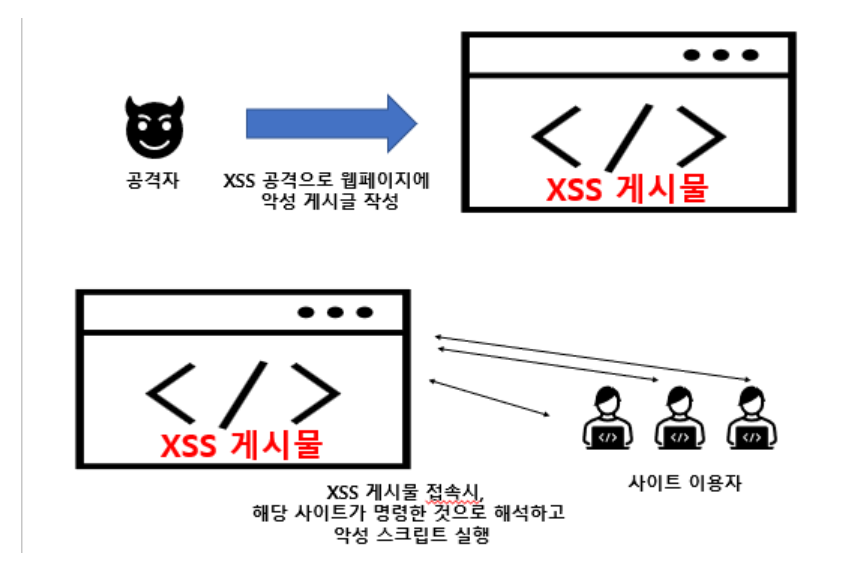 공격자
XSS 공격으로 웹페이지에
악성 게시글 작성
</>
XSS 게시물
</>
XSS 게시물
</>
</>
</>
사이트 이용자
XSS 게시물 접속시,
해당 사이트가 명령한 것으로 해석하고
악성 스크립트 실행